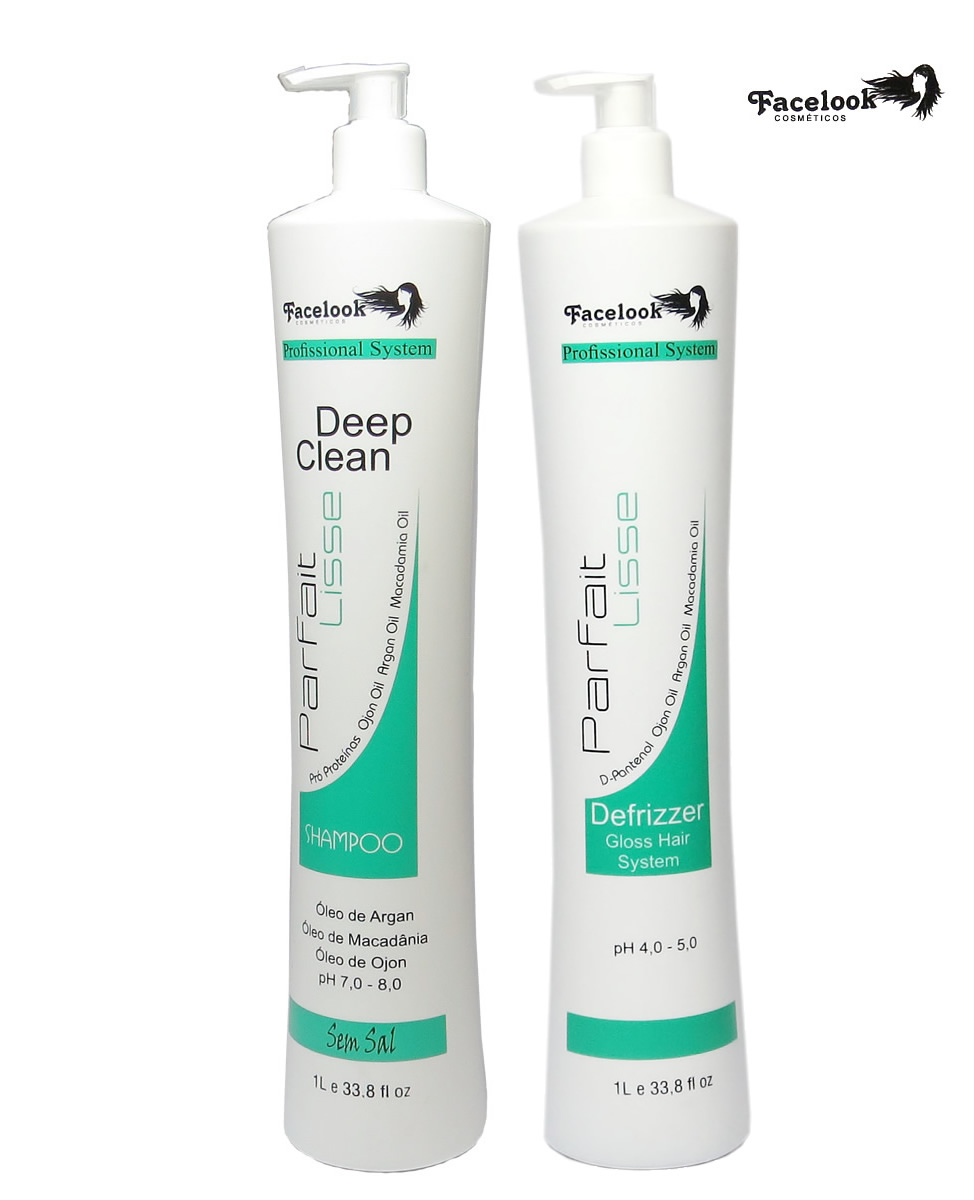 Facelook
COSMÉTICOS
Facelook
COSMÉTICOS
Profissional System
Deep
Clean
Parfait
Lisse
Pró Proteínas Ojon Oil Argan Oil Macadamia Oil
SHAMPOO
Óleo de Argan
Óleo de Macadânia
Óleo de Ojon
pH 7,0 - 8,0
Sem Sal
1L e 33.8 fl oz
Facelook
COSMÉTICOS
Profissional System
Parfait
Lisse
D-Pantenol Ojon Oil Argan Oil Macadamia Oil
Defrizzer
Gloss Hair
System
pH 4,0 - 5,0
1L e 33,8 fl oz